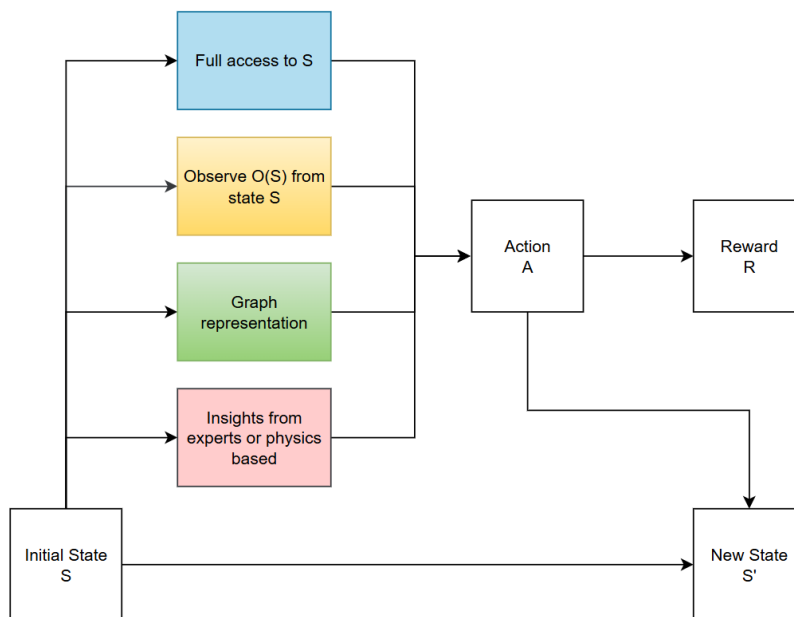 Full access to S
Observe O(S) from
state S
Action
A
Reward
R
Graph
representation
Insights from
experts or physics
based
Initial State
S
New State
S'